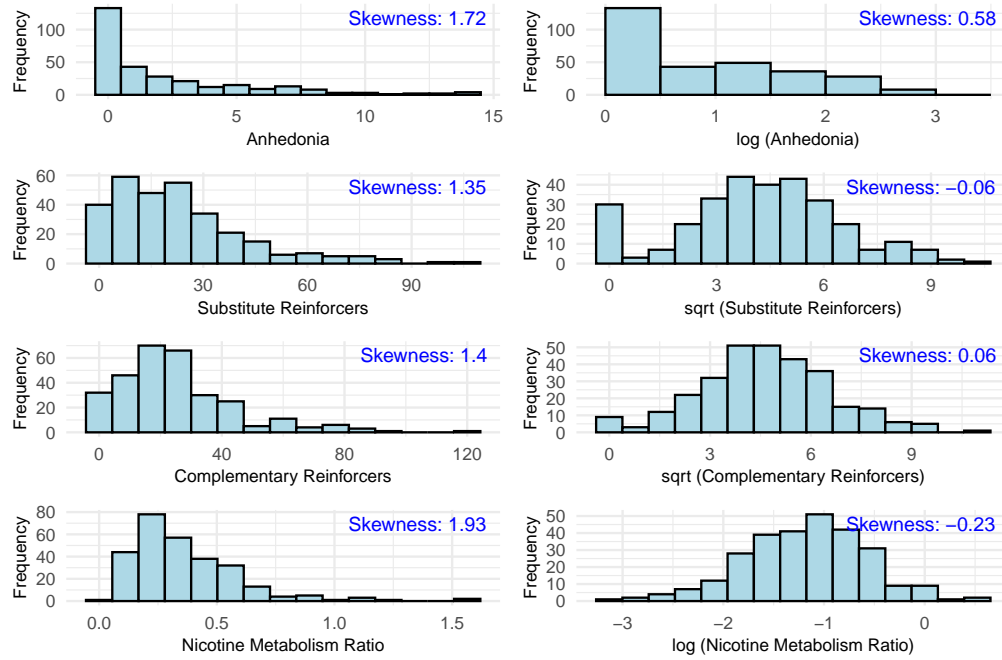 Skewness: 1.72
Frequency
100
50
0
0
5
10
15
Anhedonia
Skewness: 0.58
Frequency
100
50
0
1
2
3
log (Anhedonia)
Skewness: 1.35
Frequency
60
40
20
0
0
30
60
90
Substitute Reinforcers
Skewness: −0.06
Frequency
40
30
20
10
0
0
3
6
9
sqrt (Substitute Reinforcers)
Skewness: 1.4
Frequency
60
40
20
0
0
40
80
120
Complementary Reinforcers
Skewness: 0.06
Frequency
50
40
30
20
10
0
0
3
6
9
sqrt (Complementary Reinforcers)
Skewness: 1.93
Frequency
80
60
40
20
0
0.0
0.5
1.0
1.5
Nicotine Metabolism Ratio
Skewness: −0.23
Frequency
50
40
30
20
10
0
−3
−2
−1
0
log (Nicotine Metabolism Ratio)